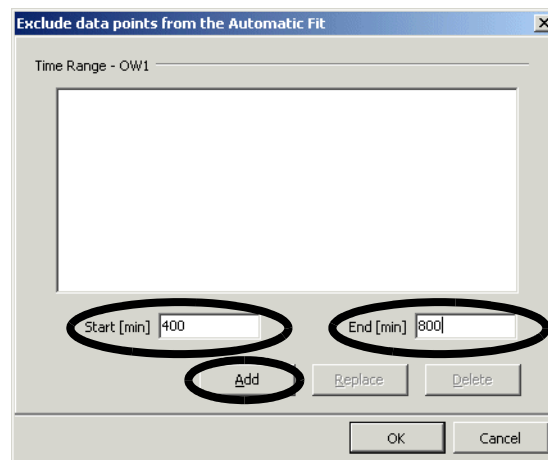 Exclude data points from the Automatic Fit
Time Range - OW1
Start [min] 400 End [min] 800
Add Replace Delete
OK Cancel